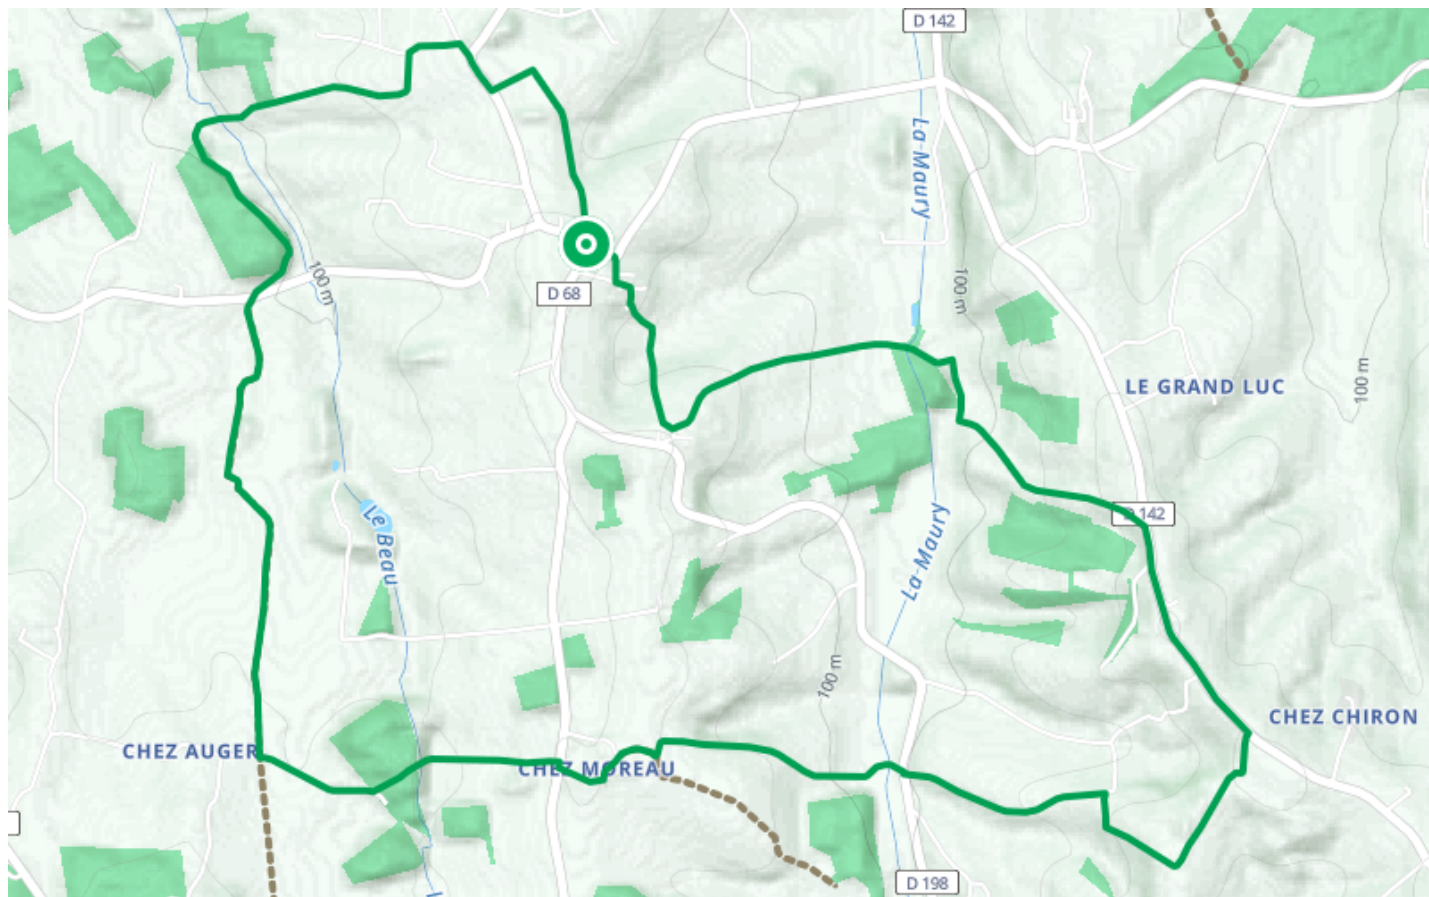 D 142
La Maury
100 m
100 m
D 68
100 m
LE GRAND LUC
D 142
Le Beau
La Maury
100 m
CHEZ CHIRON
CHEZ AUGER
CHEZ MOREAU
D 198